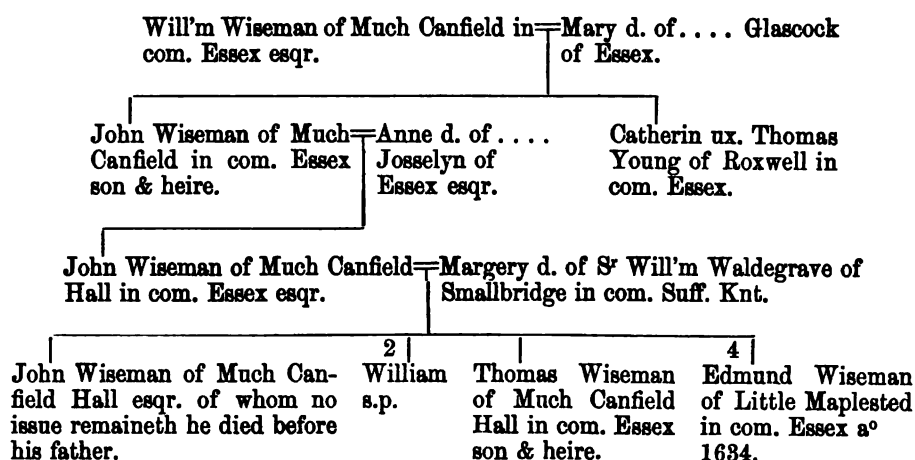 Will'm Wiseman of Much Canfield in
com. Essex esqr.
Mary d. of.... Glascock
of Essex.
John Wiseman of Much
Canfield in com. Essex
son & heire.
Anne d. of....
Josselyn of
Essex esqr.
Catherin ux. Thomas
Young of Roxwell in
com. Essex.
John Wiseman of Much Canfield
Hall in com. Essex esqr.
Margery d. of Sr Will'm Waldegrave of
Smallbridge in com. Suff. Knt.
John Wiseman of Much Can-
field Hall esqr. of whom no
issue remaineth he died before
his father.
2
William
s.p.
Thomas Wiseman
of Much Canfield
Hall in com. Essex
son & heire.
4
Edmund Wiseman
of Little Maplested
in com. Essex ao
1634.